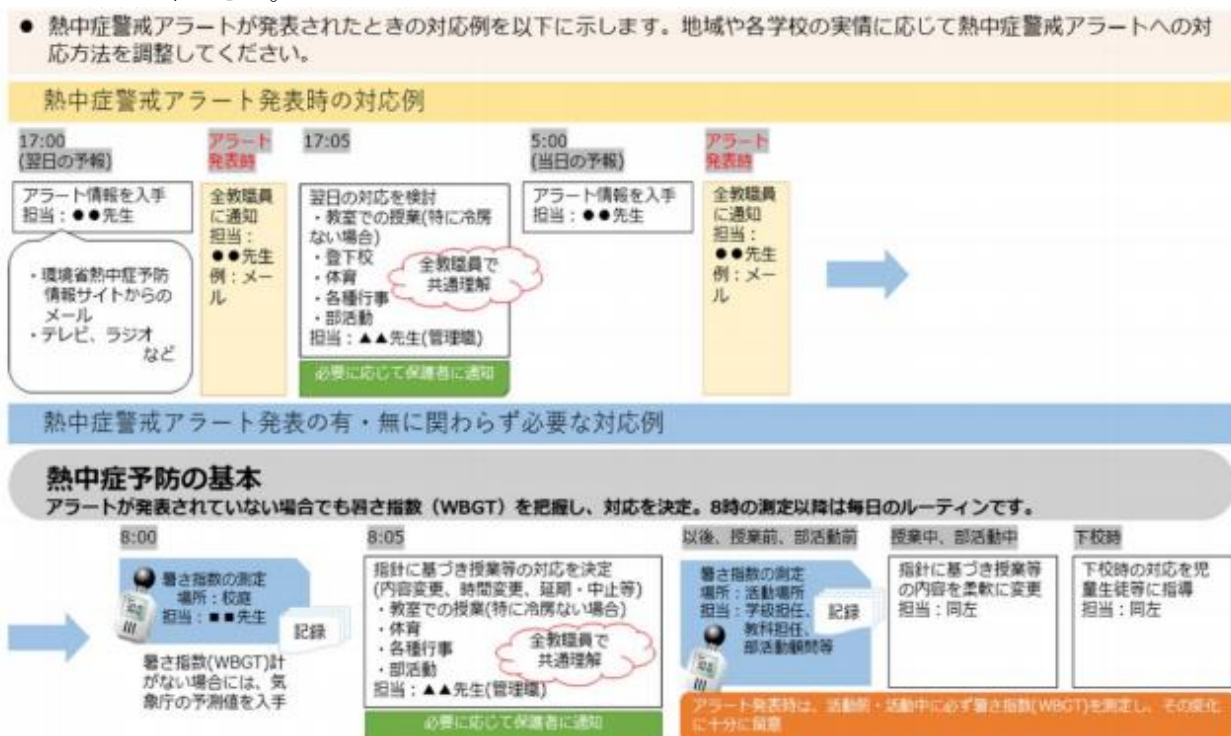 ● 熱中症警戒アラートが発表されたときの対応例を以下に示します。地域や各学校の実情に応じて熱中症警戒アラートへの対
応方法を調整してください。
熱中症警戒アラート発表時の対応例
17:00
(翌日の予報)
アラート情報を入手
担当：●●先生
・環境省熱中症予防
情報サイトからの
メール
・テレビ、ラジオ
など
アラート
発表時
全教職員
に通知
担当：
●●先生
例：メー
ル
17:05
翌日の対応を検討
・教室での授業(特に冷房
ない場合)
・登下校
・体育
・各種行事
・部活動
担当：▲▲先生(管理職)
全教職員で
共通理解
必要に応じて保護者に通知
5:00
(当日の予報)
アラート情報を入手
担当：●●先生
アラート
発表時
全教職員
に通知
担当：
●●先生
例：メー
ル
熱中症警戒アラート発表の有・無に関わらず必要な対応例
熱中症予防の基本
アラートが発表されていない場合でも暑さ指数（WBGT）を把握し、対応を決定。8時の測定以降は毎日のルーティンです。
8:00
暑さ指数の測定
場所：校庭
担当：■■先生
記録
暑さ指数(WBGT)計
がない場合には、気
象庁の予測値を入手
8:05
指針に基づき授業等の対応を決定
(内容変更、時間変更、延期・中止等)
・教室での授業(特に冷房ない場合)
・体育
・各種行事
・部活動
担当：▲▲先生(管理職)
全教職員で
共通理解
必要に応じて保護者に通知
以後、授業前、部活動前
暑さ指数の測定
場所：活動場所
担当：学級担任、
教科担任、
部活動顧問等
記録
授業中、部活動中
指針に基づき授業等
の内容を柔軟に変更
担当：同左
下校時
下校時の対応を児
童生徒等に指導
担当：同左
アラート発表時は、活動前・活動中に必ず暑さ指数(WBGT)を測定し、その変化
に十分に留意